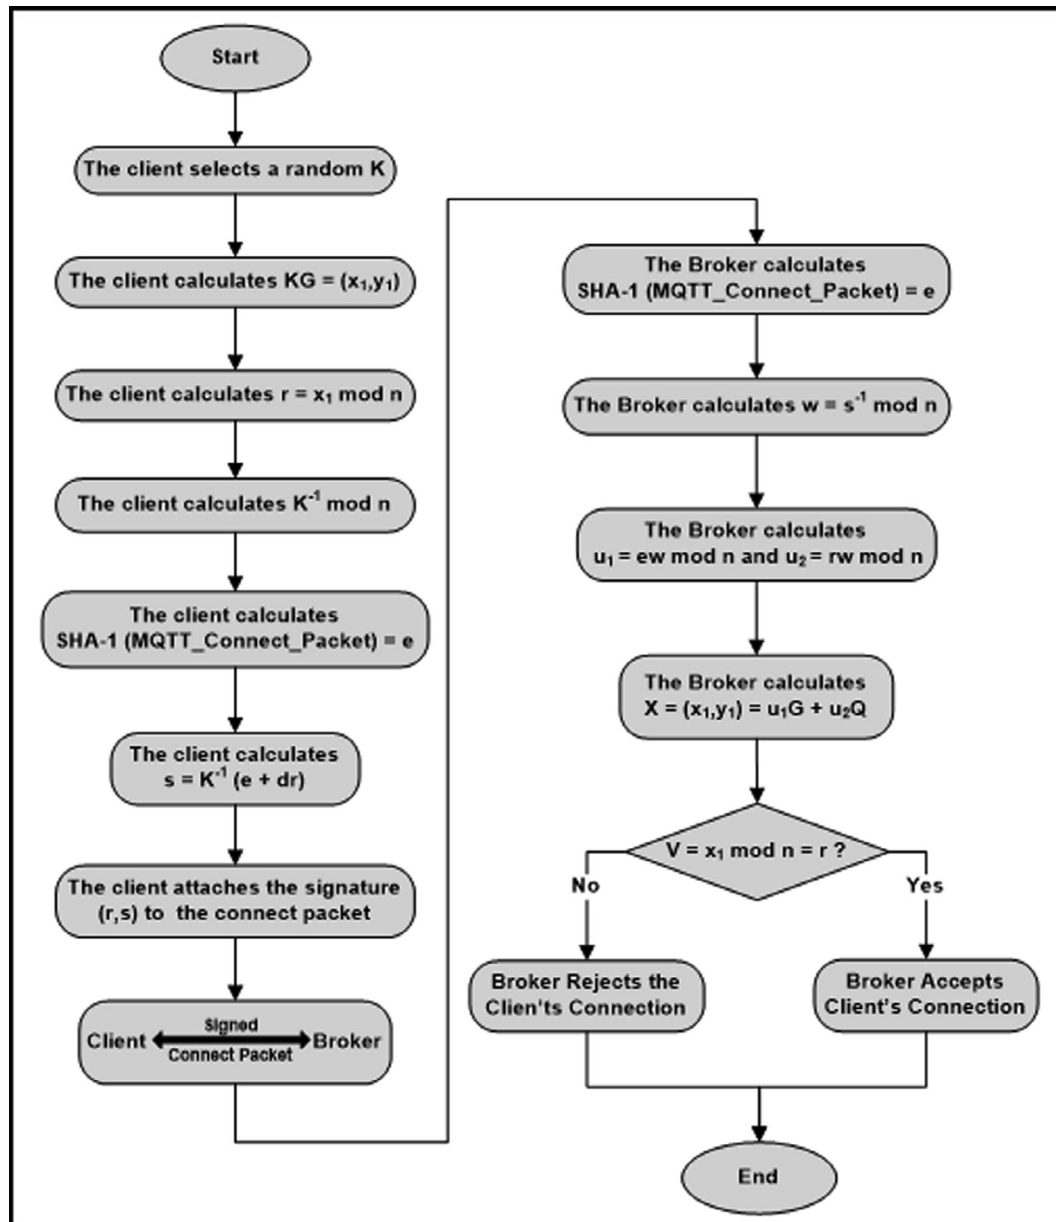 Start
The client selects a random K
The client calculates KG = (x₁,y₁)
The client calculates r = x₁ mod n
The client calculates K⁻¹ mod n
The client calculates
SHA-1 (MQTT_Connect_Packet) = e
The client calculates
s = K⁻¹ (e + dr)
The client attaches the signature
(r,s) to the connect packet
Client Signed Broker
Connect Packet
The Broker calculates
SHA-1 (MQTT_Connect_Packet) = e
The Broker calculates w = s⁻¹ mod n
The Broker calculates
u₁ = ew mod n and u₂ = rw mod n
The Broker calculates
X = (x₁,y₁) = u₁G + u₂Q
V = x₁ mod n = r ?
No
Yes
Broker Rejects the
Clien'ts Connection
Broker Accepts
Client's Connection
End